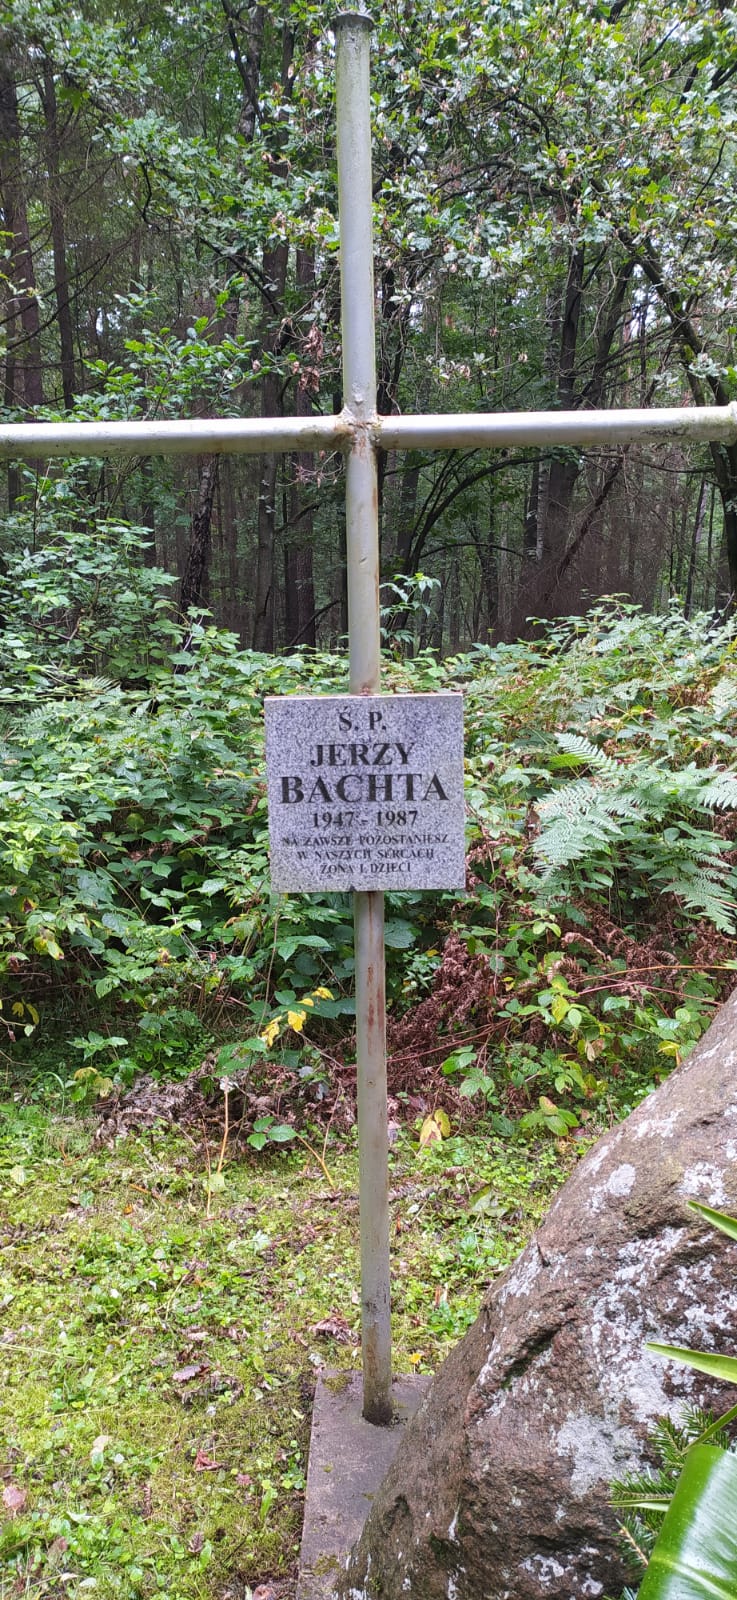 Ś. P.
JERZY
BACHTA
1947 - 1987
NA ZAWSZE POZOSTANIESZ
W NASZYCH SERCACH
ŻONA I DZIECI